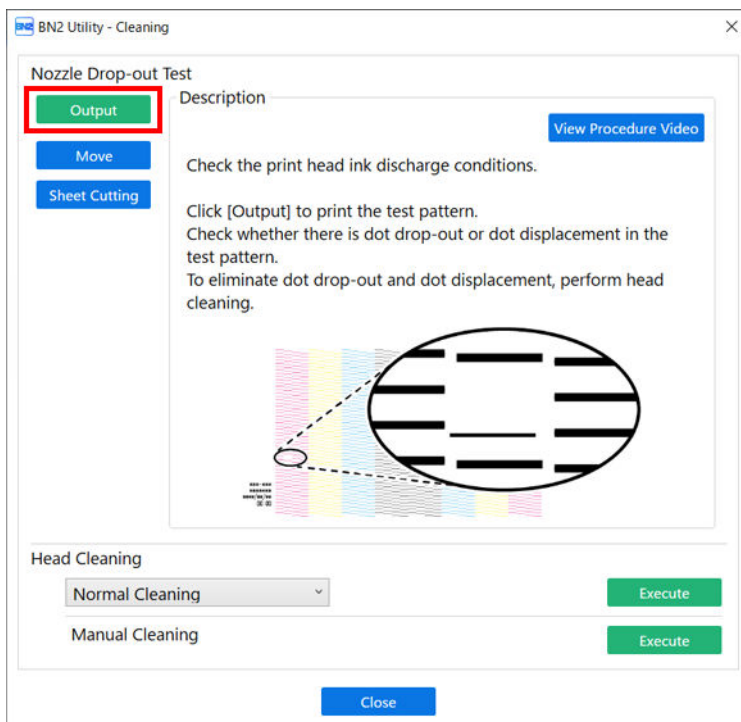 BN2 BN2 Utility - Cleaning
Nozzle Drop-out Test
Output
Description
View Procedure Video
Move
Check the print head ink discharge conditions.
Sheet Cutting
Click [Output] to print the test pattern.
Check whether there is dot drop-out or dot displacement in the
test pattern.
To eliminate dot drop-out and dot displacement, perform head
cleaning.
Head Cleaning
Normal Cleaning
Execute
Manual Cleaning
Execute
Close